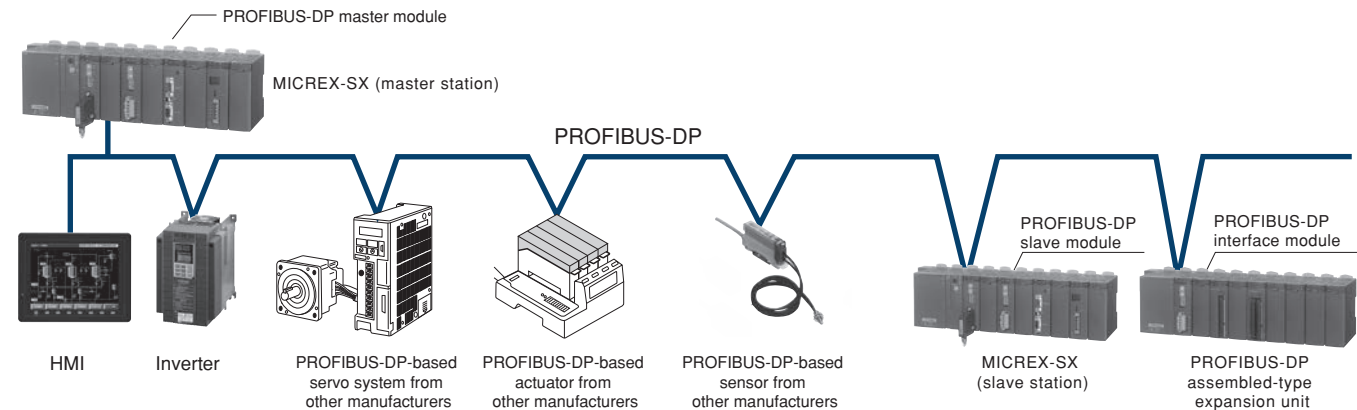 PROFIBUS-DP master module
MICREX-SX (master station)
PROFIBUS-DP
PROFIBUS-DP
slave module
PROFIBUS-DP
interface module
HMI
Inverter
PROFIBUS-DP-based
servo system from
other manufacturers
PROFIBUS-DP-based
actuator from
other manufacturers
PROFIBUS-DP-based
sensor from
other manufacturers
MICREX-SX
(slave station)
PROFIBUS-DP
assembled-type
expansion unit